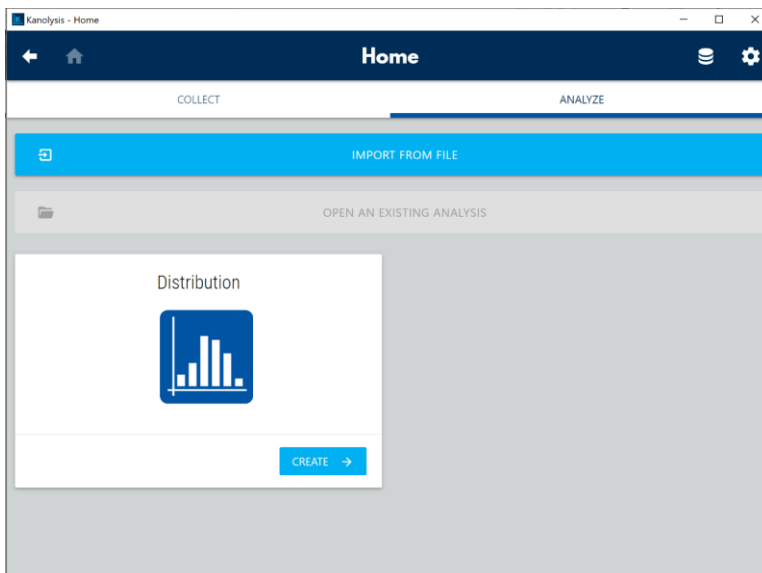 Kanolysis - Home
Home
COLLECT
ANALYZE
IMPORT FROM FILE
OPEN AN EXISTING ANALYSIS
Distribution
CREATE